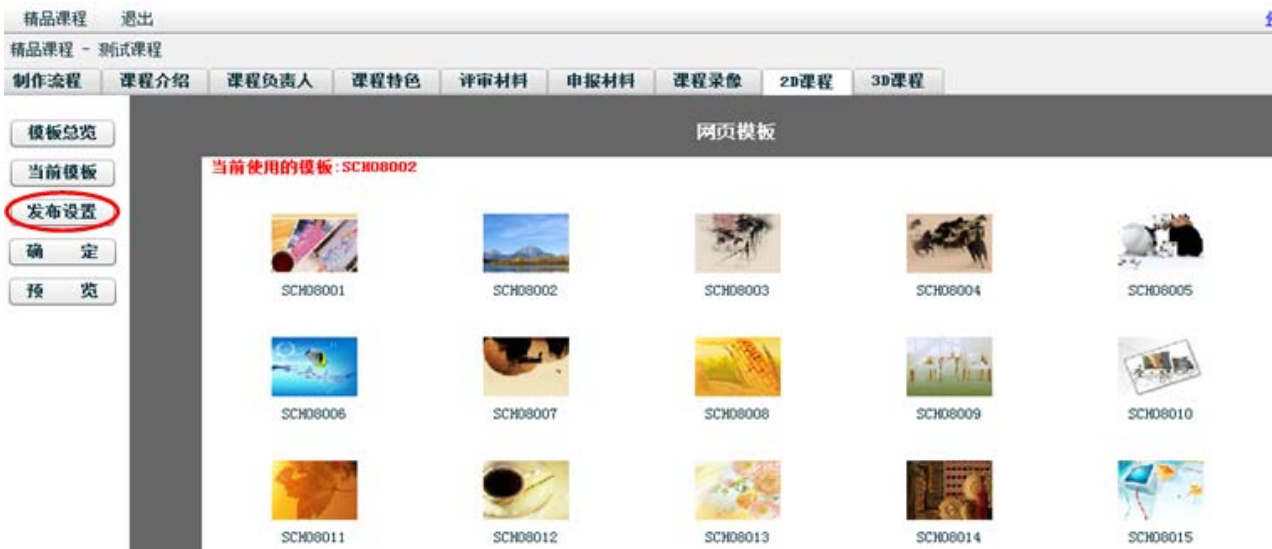 精品课程 退出
精品课程 - 测试课程
制作流程 课程介绍 课程负责人 课程特色 评审材料 申报材料 课程录像 2D课程 3D课程
模板总览
当前模板
发布设置
确 定
预 览
网页模板
当前使用的模板:SCH08002
SCH08001 SCH08002 SCH08003 SCH08004 SCH08005
SCH08006 SCH08007 SCH08008 SCH08009 SCH08010
SCH08011 SCH08012 SCH08013 SCH08014 SCH08015